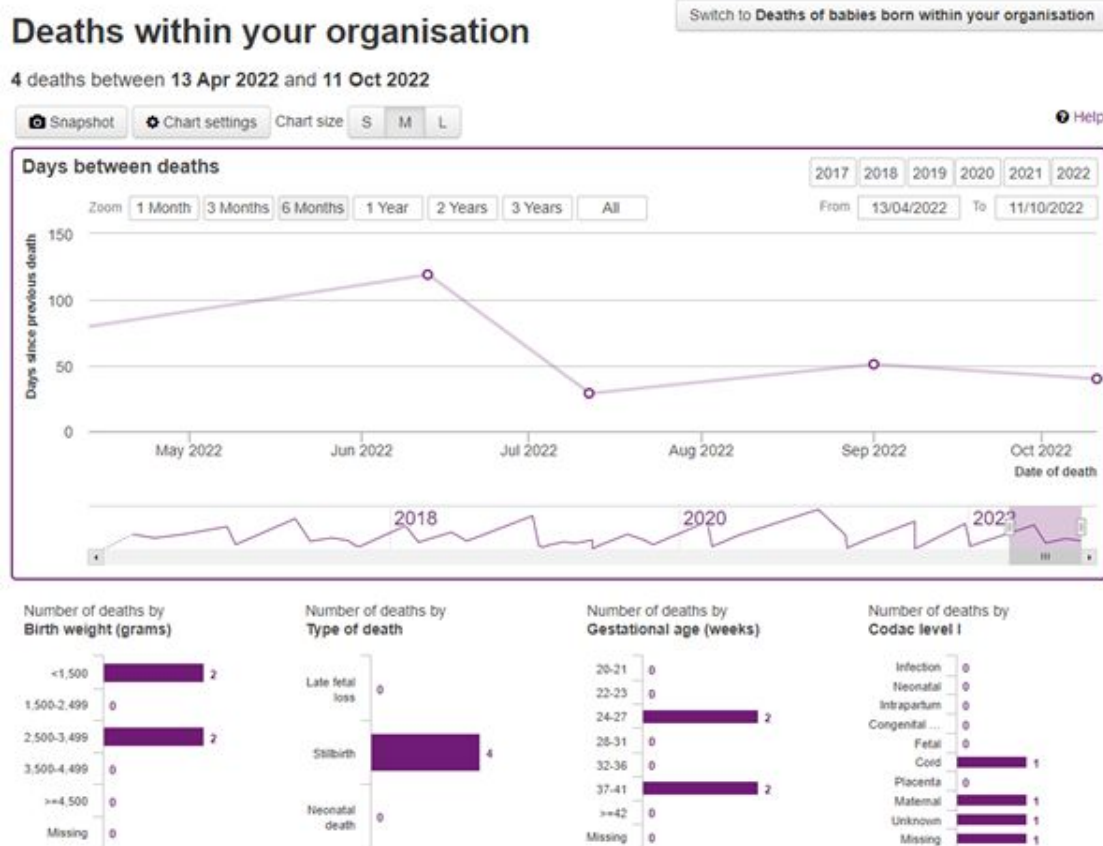 Deaths within your organisation
Switch to Deaths of babies born within your organisation
4 deaths between 13 Apr 2022 and 11 Oct 2022
Snapshot Chart settings Chart size S M L
Help
Days between deaths
2017 2018 2019 2020 2021 2022
Zoom 1 Month 3 Months 6 Months 1 Year 2 Years 3 Years All
From 13/04/2022 To 11/10/2022
Days since previous death
150
100
50
0
May 2022 Jun 2022 Jul 2022 Aug 2022 Sep 2022 Oct 2022
Date of death
2018 2020 2022
Number of deaths by
Birth weight (grams)
<1,500 2
1,500-2,499 0
2,500-3,499 2
3,500-4,499 0
>=4,500 0
Missing 0
Number of deaths by
Type of death
Late fetal
loss 0
Stillbirth 4
Neonatal
death 0
Number of deaths by
Gestational age (weeks)
20-21 0
22-23 0
24-27 2
28-31 0
32-36 0
37-41 2
>=42 0
Missing 0
Number of deaths by
Codac level I
Infection 0
Neonatal 0
Intrapartum 0
Congenital ... 0
Fetal 0
Cord 1
Placenta 0
Maternal 1
Unknown 1
Missing 1